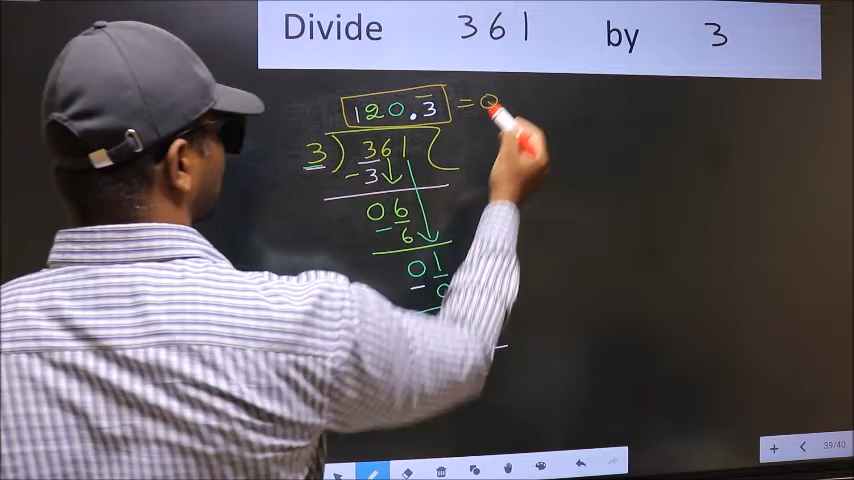 Divide 361 by 3
120.3̅ = Q
3 ) 361 (
- 3
06
- 6
01
- 0
39/40